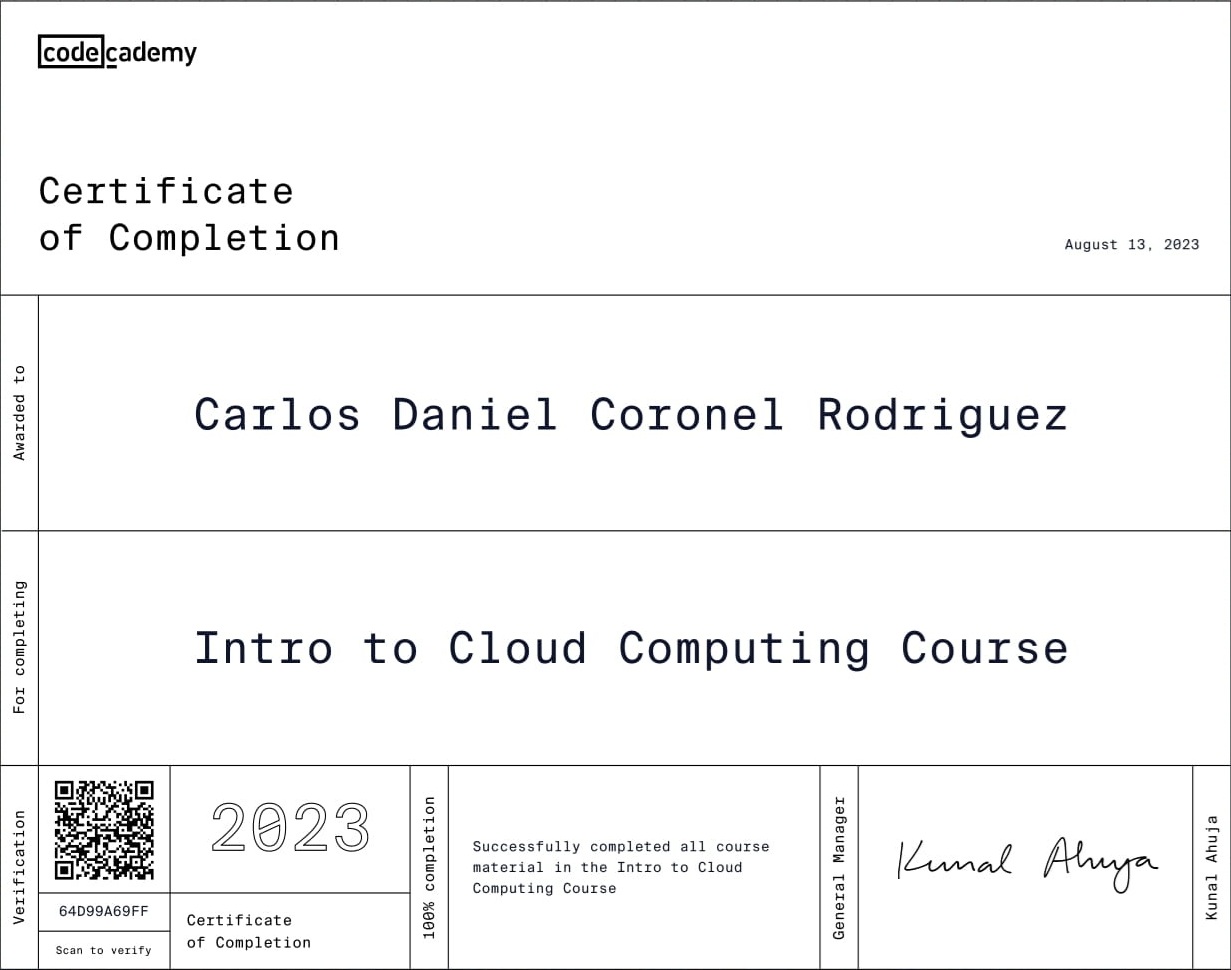 codecademy
Certificate
of Completion
August 13, 2023
Awarded to
Carlos Daniel Coronel Rodriguez
For completing
Intro to Cloud Computing Course
Verification
64D99A69FF
Scan to verify
2023
Certificate
of Completion
100% completion
Successfully completed all course
material in the Intro to Cloud
Computing Course
General Manager
Kunal Ahuja
Kunal Ahuja